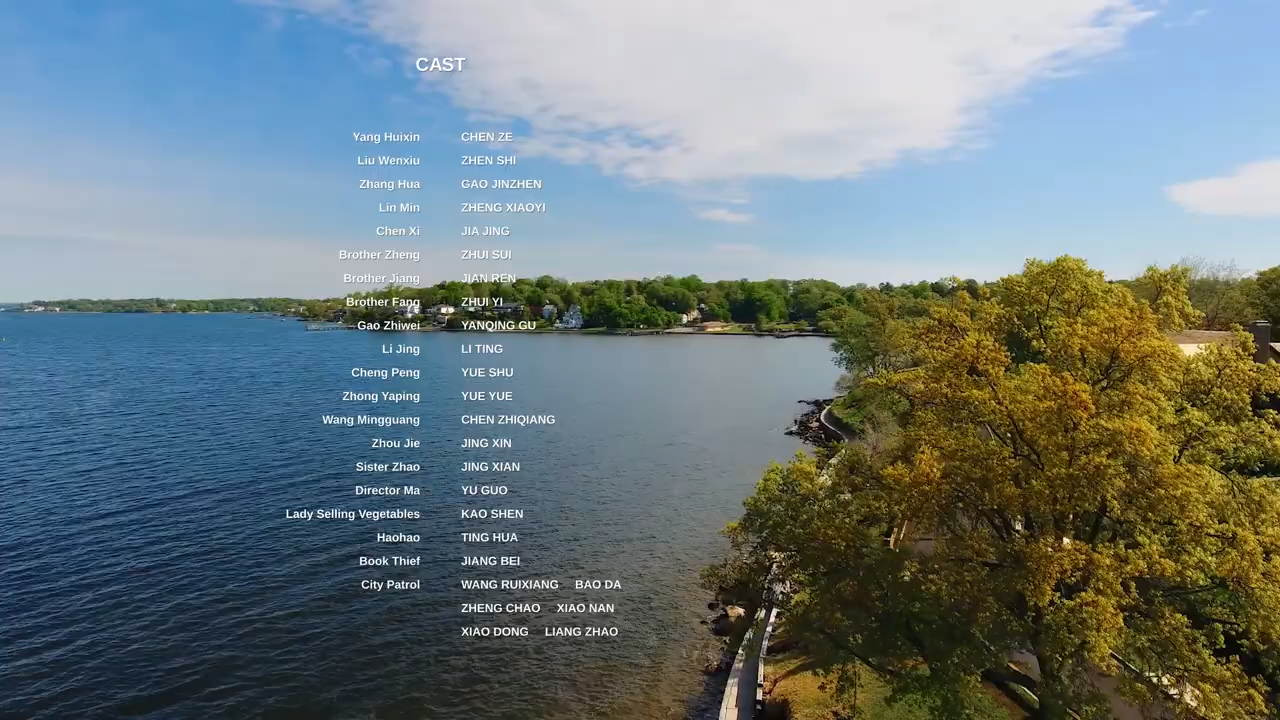 CAST
Yang Huixin CHEN ZE
Liu Wenxiu ZHEN SHI
Zhang Hua GAO JINZHEN
Lin Min ZHENG XIAOYI
Chen Xi JIA JING
Brother Zheng ZHUI SUI
Brother Jiang JIAN REN
Brother Fang ZHUI YI
Gao Zhiwei YANQING GU
Li Jing LI TING
Cheng Peng YUE SHU
Zhong Yaping YUE YUE
Wang Mingguang CHEN ZHIQIANG
Zhou Jie JING XIN
Sister Zhao JING XIAN
Director Ma YU GUO
Lady Selling Vegetables KAO SHEN
Haohao TING HUA
Book Thief JIANG BEI
City Patrol WANG RUIXIANG BAO DA
ZHENG CHAO XIAO NAN
XIAO DONG LIANG ZHAO